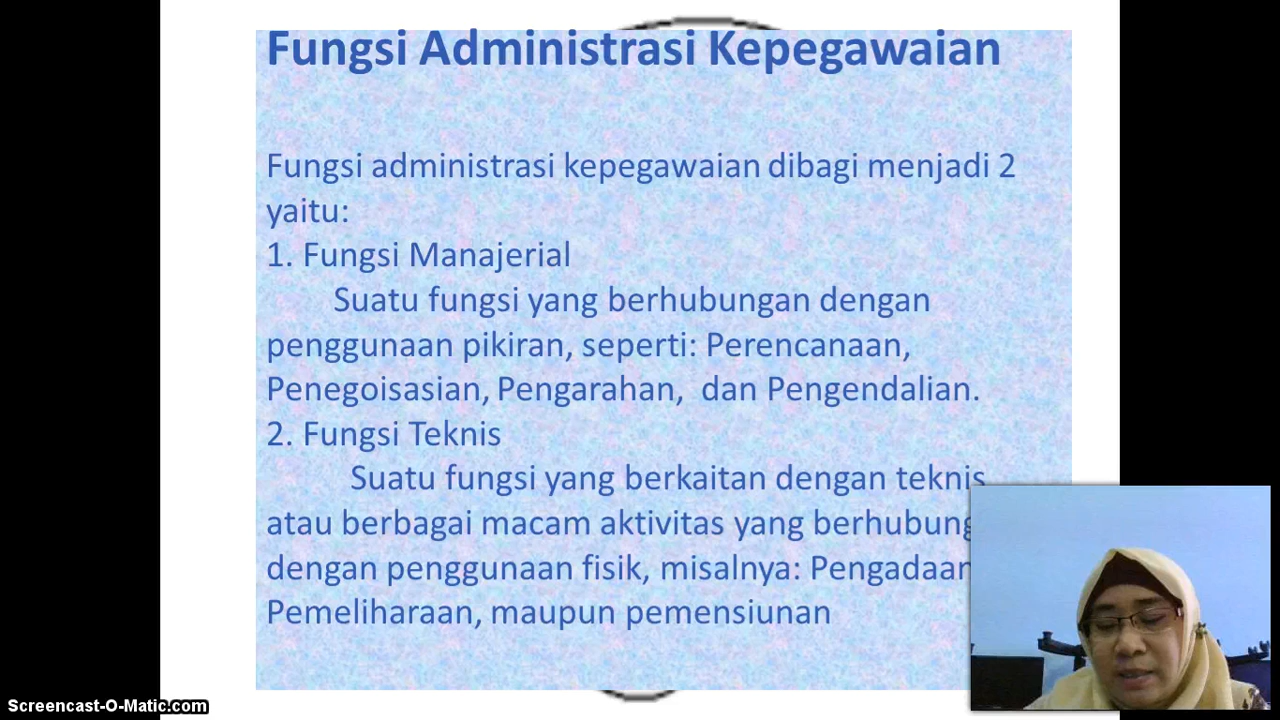 Fungsi Administrasi Kepegawaian
Fungsi administrasi kepegawaian dibagi menjadi 2
yaitu:
1. Fungsi Manajerial
Suatu fungsi yang berhubungan dengan
penggunaan pikiran, seperti: Perencanaan,
Penegoisasian, Pengarahan, dan Pengendalian.
2. Fungsi Teknis
Suatu fungsi yang berkaitan dengan teknis
atau berbagai macam aktivitas yang
dengan penggunaan fisik, misalnya: Pengadaan
Pemeliharaan, maupun pemensiunan
Screencast-O-Matic.com